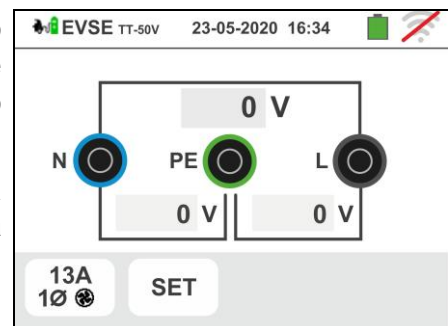 EVSE TT-50V 23-05-2020 16:34
0 V
N PE L
0 V 0 V
13A
1Ø SET